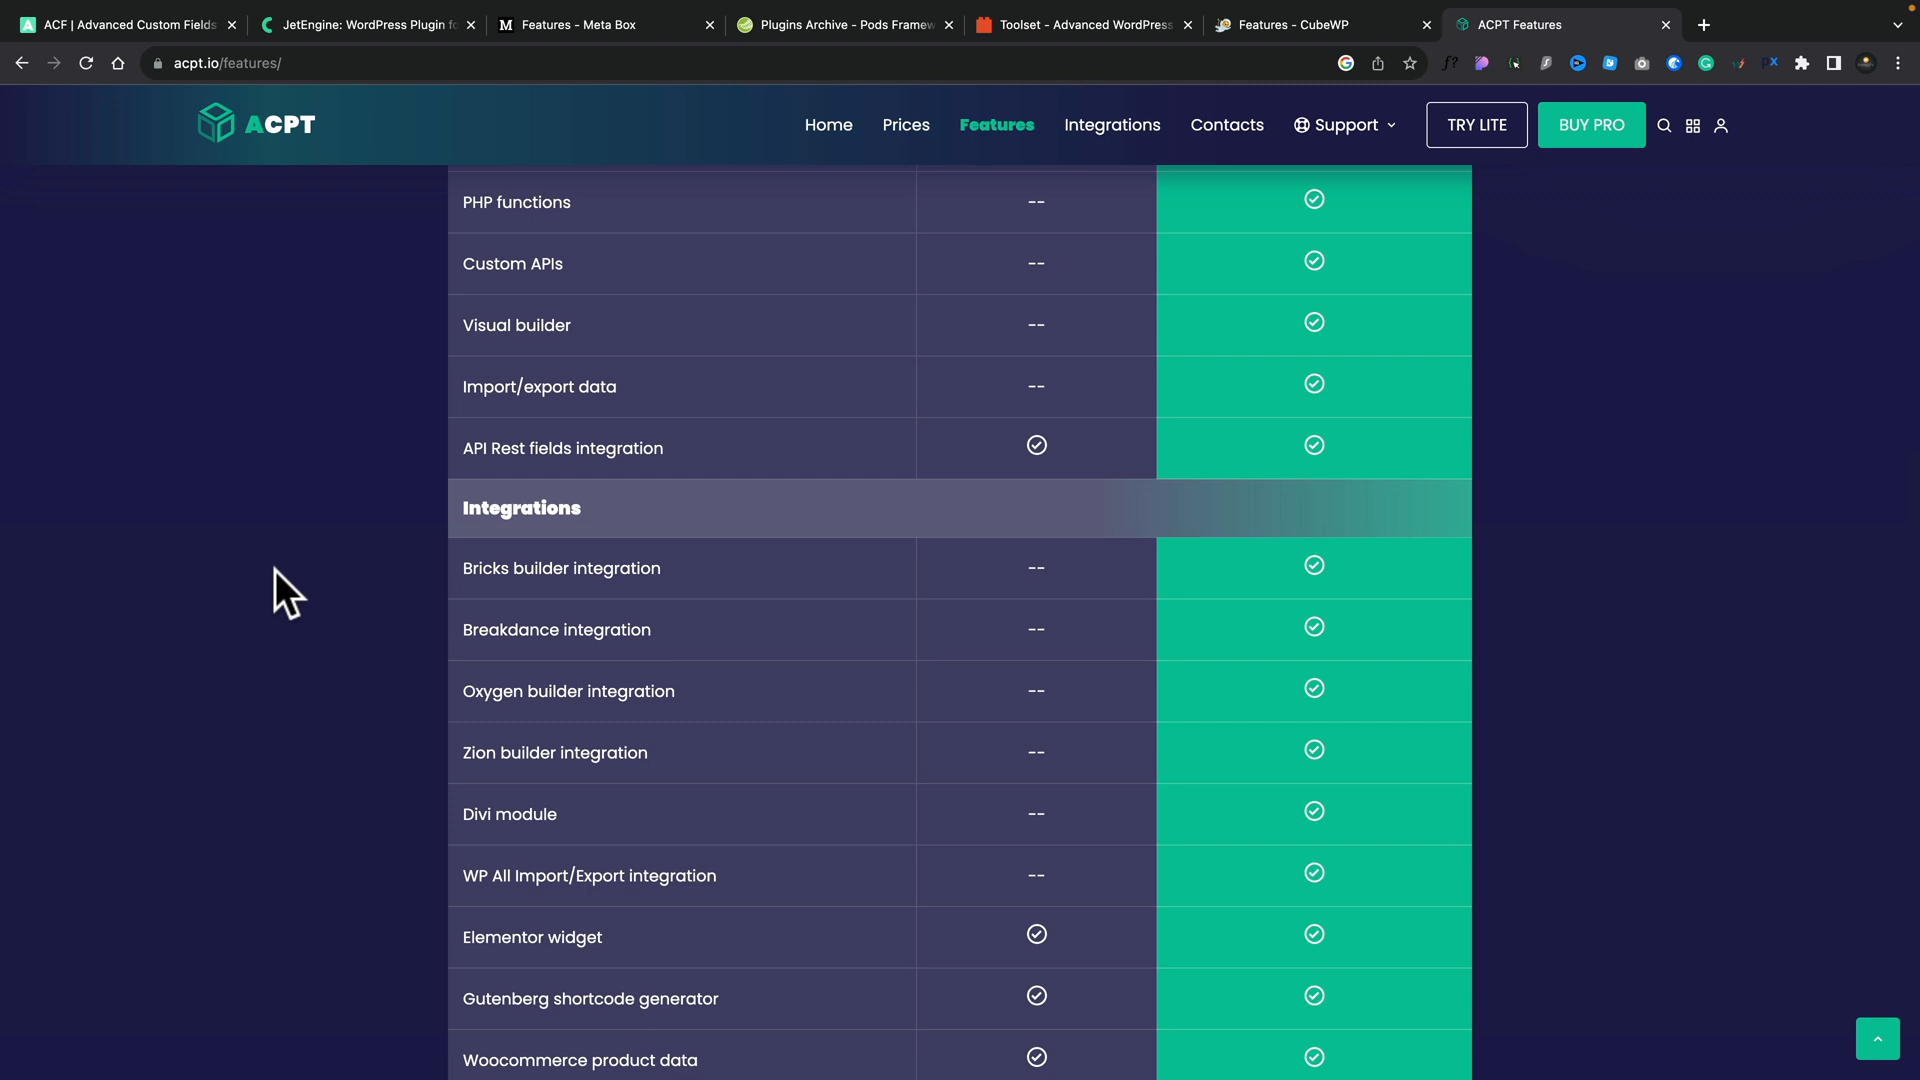 ACF | Advanced Custom Fields
JetEngine: WordPress Plugin fo
Features - Meta Box
Plugins Archive - Pods Framew
Toolset - Advanced WordPress
Features - CubeWP
ACPT Features
acpt.io/features/
ACPT
Home
Prices
Features
Integrations
Contacts
Support
TRY LITE
BUY PRO
PHP functions --
Custom APIs --
Visual builder --
Import/export data --
API Rest fields integration
Integrations
Bricks builder integration --
Breakdance integration --
Oxygen builder integration --
Zion builder integration --
Divi module --
WP All Import/Export integration --
Elementor widget
Gutenberg shortcode generator
Woocommerce product data